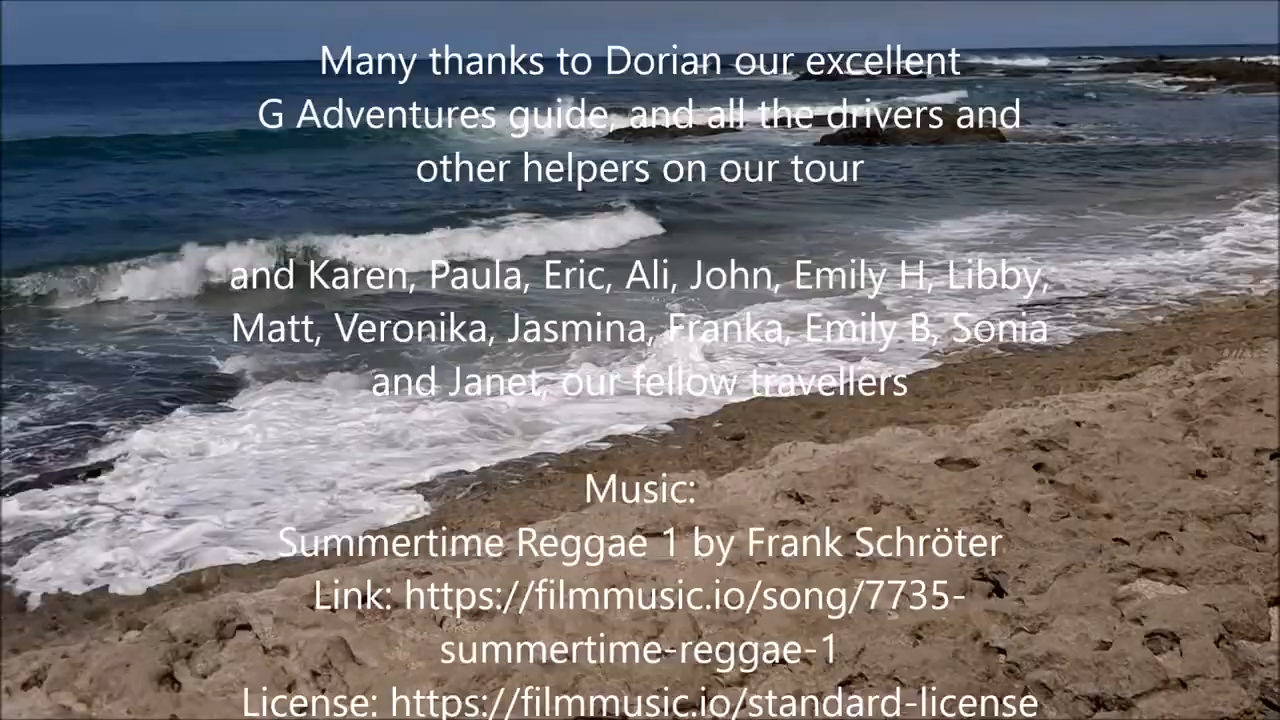 Many thanks to Dorian our excellent
G Adventures guide, and all the drivers and
other helpers on our tour
and Karen, Paula, Eric, Ali, John, Emily H, Libby,
Matt, Veronika, Jasmina, Franka, Emily B, Sonia
and Janet, our fellow travellers
Music:
Summertime Reggae 1 by Frank Schröter
Link: https://filmmusic.io/song/7735-
summertime-reggae-1
License: https://filmmusic.io/standard-license